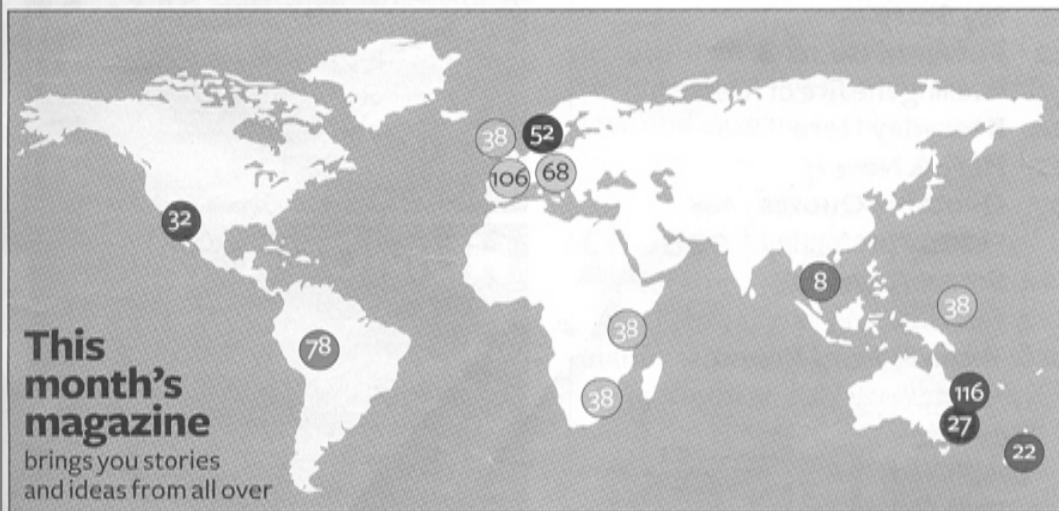 38
52
106
68
32
8
38
38
78
38
116
27
22
This
month's
magazine
brings you stories
and ideas from all over